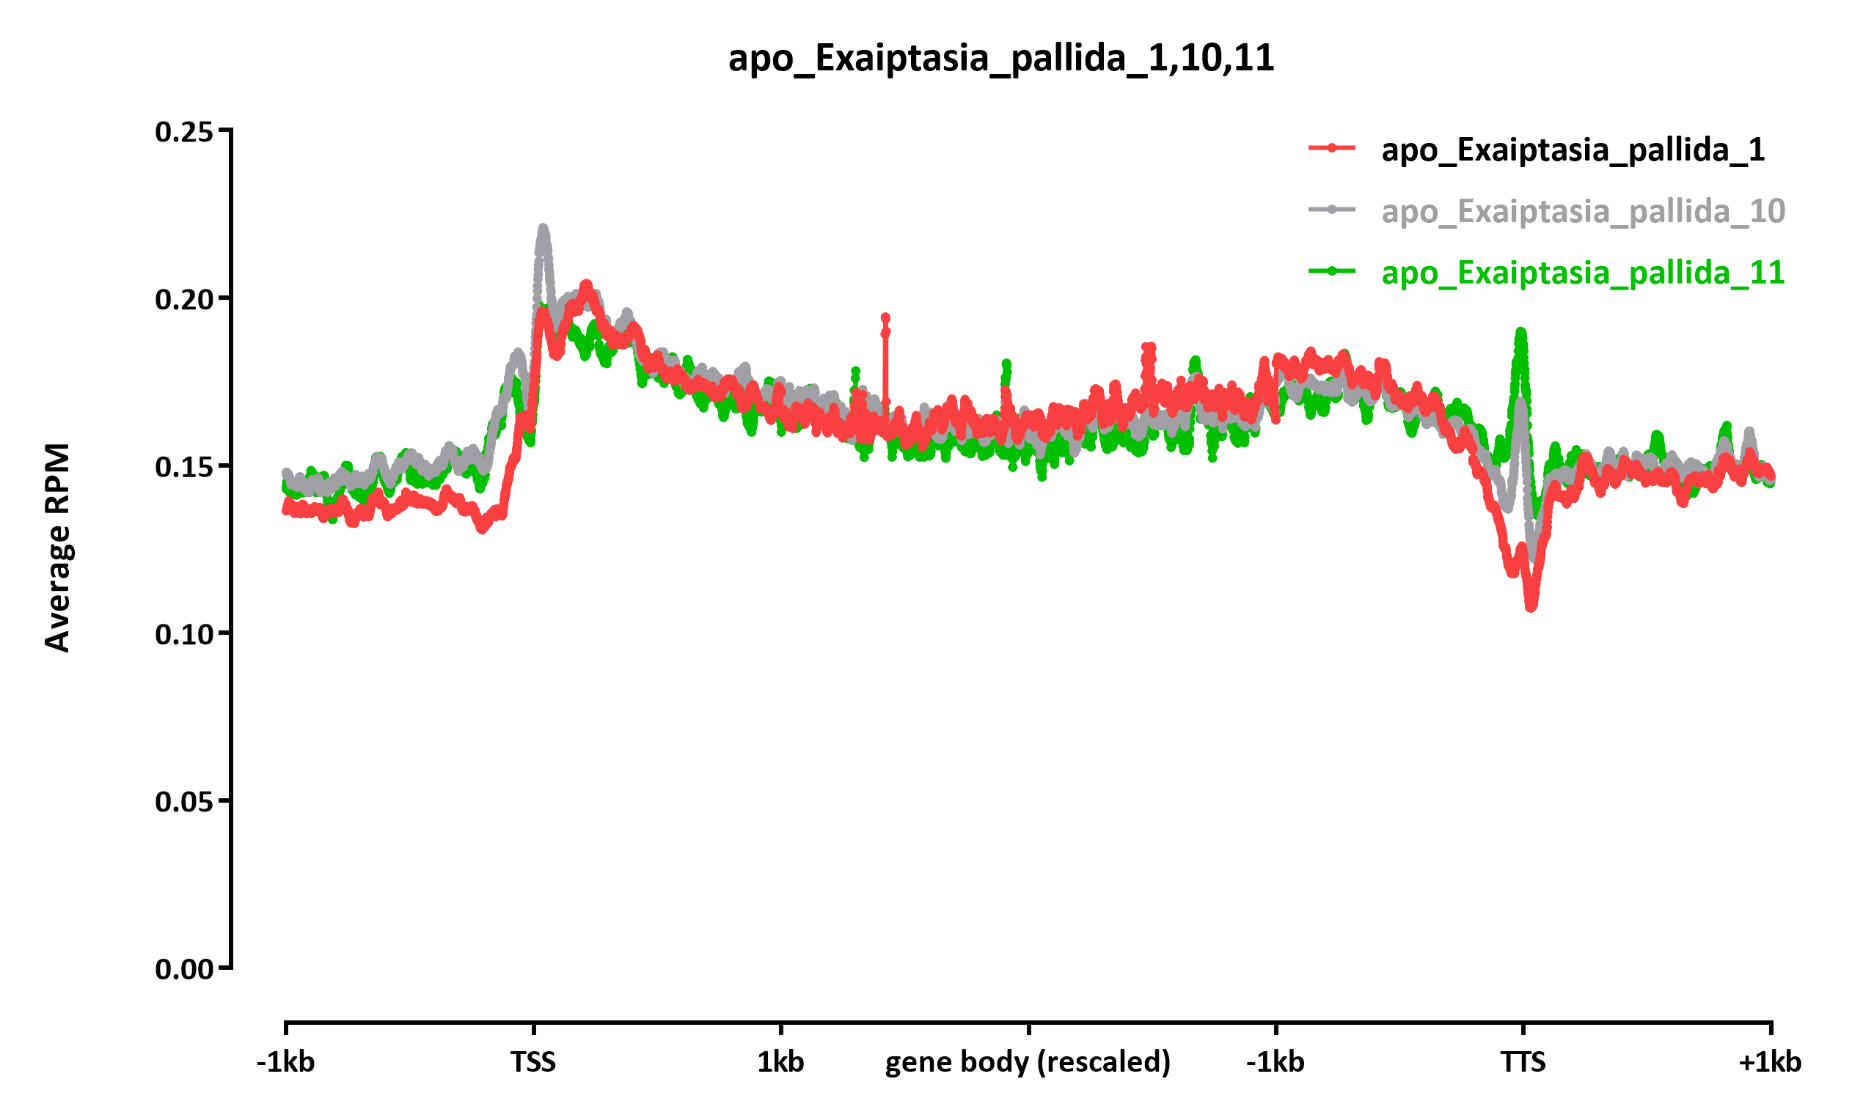 apo_Exaiptasia_pallida_1,10,11
0.25
0.20
0.15
0.10
0.05
0.00
Average RPM
apo_Exaiptasia_pallida_1
apo_Exaiptasia_pallida_10
apo_Exaiptasia_pallida_11
-1kb TSS 1kb gene body (rescaled) -1kb TTS +1kb